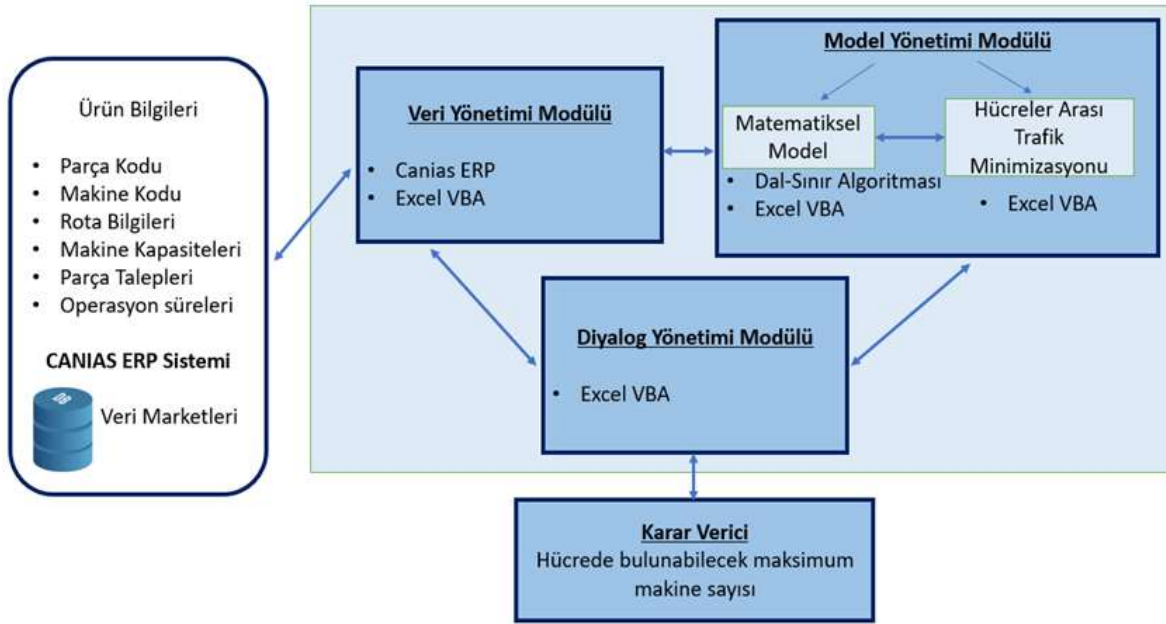 Ürün Bilgileri
• Parça Kodu
• Makine Kodu
• Rota Bilgileri
• Makine Kapasiteleri
• Parça Talepleri
• Operasyon süreleri
CANIAS ERP Sistemi
Veri Marketleri
Veri Yönetimi Modülü
• Canias ERP
• Excel VBA
Model Yönetimi Modülü
Matematiksel
Model
• Dal-Sınır Algoritması
• Excel VBA
Hücreler Arası
Trafik
Minimizasyonu
• Excel VBA
Diyalog Yönetimi Modülü
• Excel VBA
Karar Verici
Hücrede bulunabilecek maksimum
makine sayısı